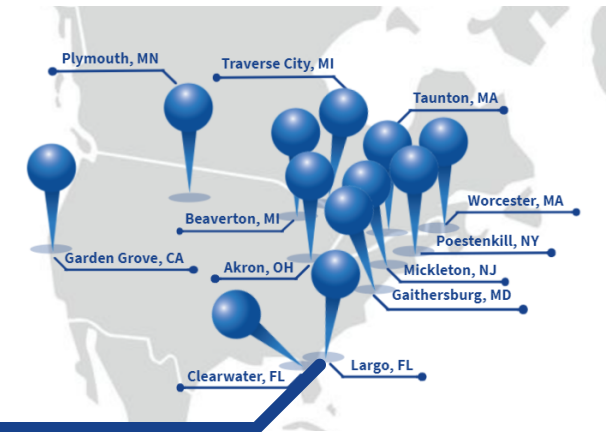 Plymouth, MN
Traverse City, MI
Taunton, MA
Worcester, MA
Beaverton, MI
Poestenkill, NY
Garden Grove, CA
Akron, OH
Mickleton, NJ
Gaithersburg, MD
Largo, FL
Clearwater, FL